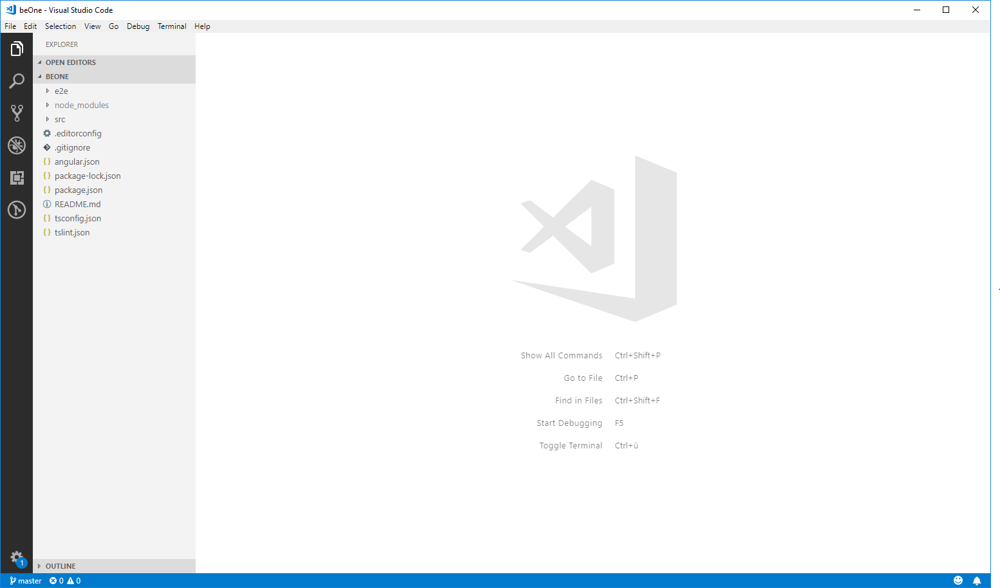 beOne - Visual Studio Code
File Edit Selection View Go Debug Terminal Help
EXPLORER
OPEN EDITORS
BEONE
e2e
node_modules
src
.editorconfig
.gitignore
angular.json
package-lock.json
package.json
README.md
tsconfig.json
tslint.json
Show All Commands Ctrl+Shift+P
Go to File Ctrl+P
Find in Files Ctrl+Shift+F
Start Debugging F5
Toggle Terminal Ctrl+ù
1
OUTLINE
master 0 0